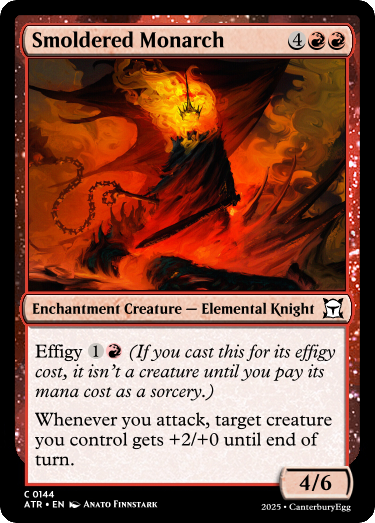 Smoldered Monarch 4
Enchantment Creature — Elemental Knight
Effigy 1 (If you cast this for its effigy
cost, it isn't a creature until you pay its
mana cost as a sorcery.)
Whenever you attack, target creature
you control gets +2/+0 until end of
turn.
4/6
C 0144
ATR • EN Anato Finnstark
2025 • CanterburyEgg